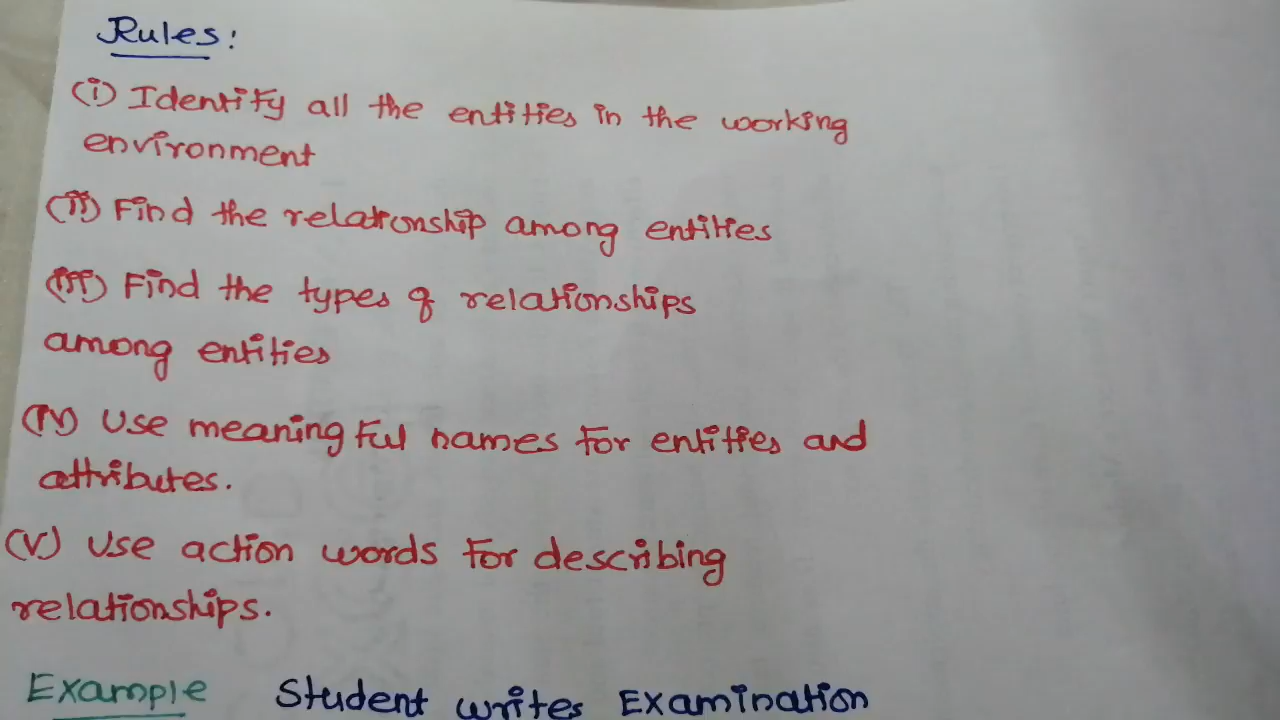 Rules:
(i) Identify all the entities in the working
environment
(ii) Find the relationship among entities
(iii) Find the types of relationships
among entities
(iv) Use meaningful names for entities and
attributes.
(v) Use action words for describing
relationships.
Example Student writes Examination